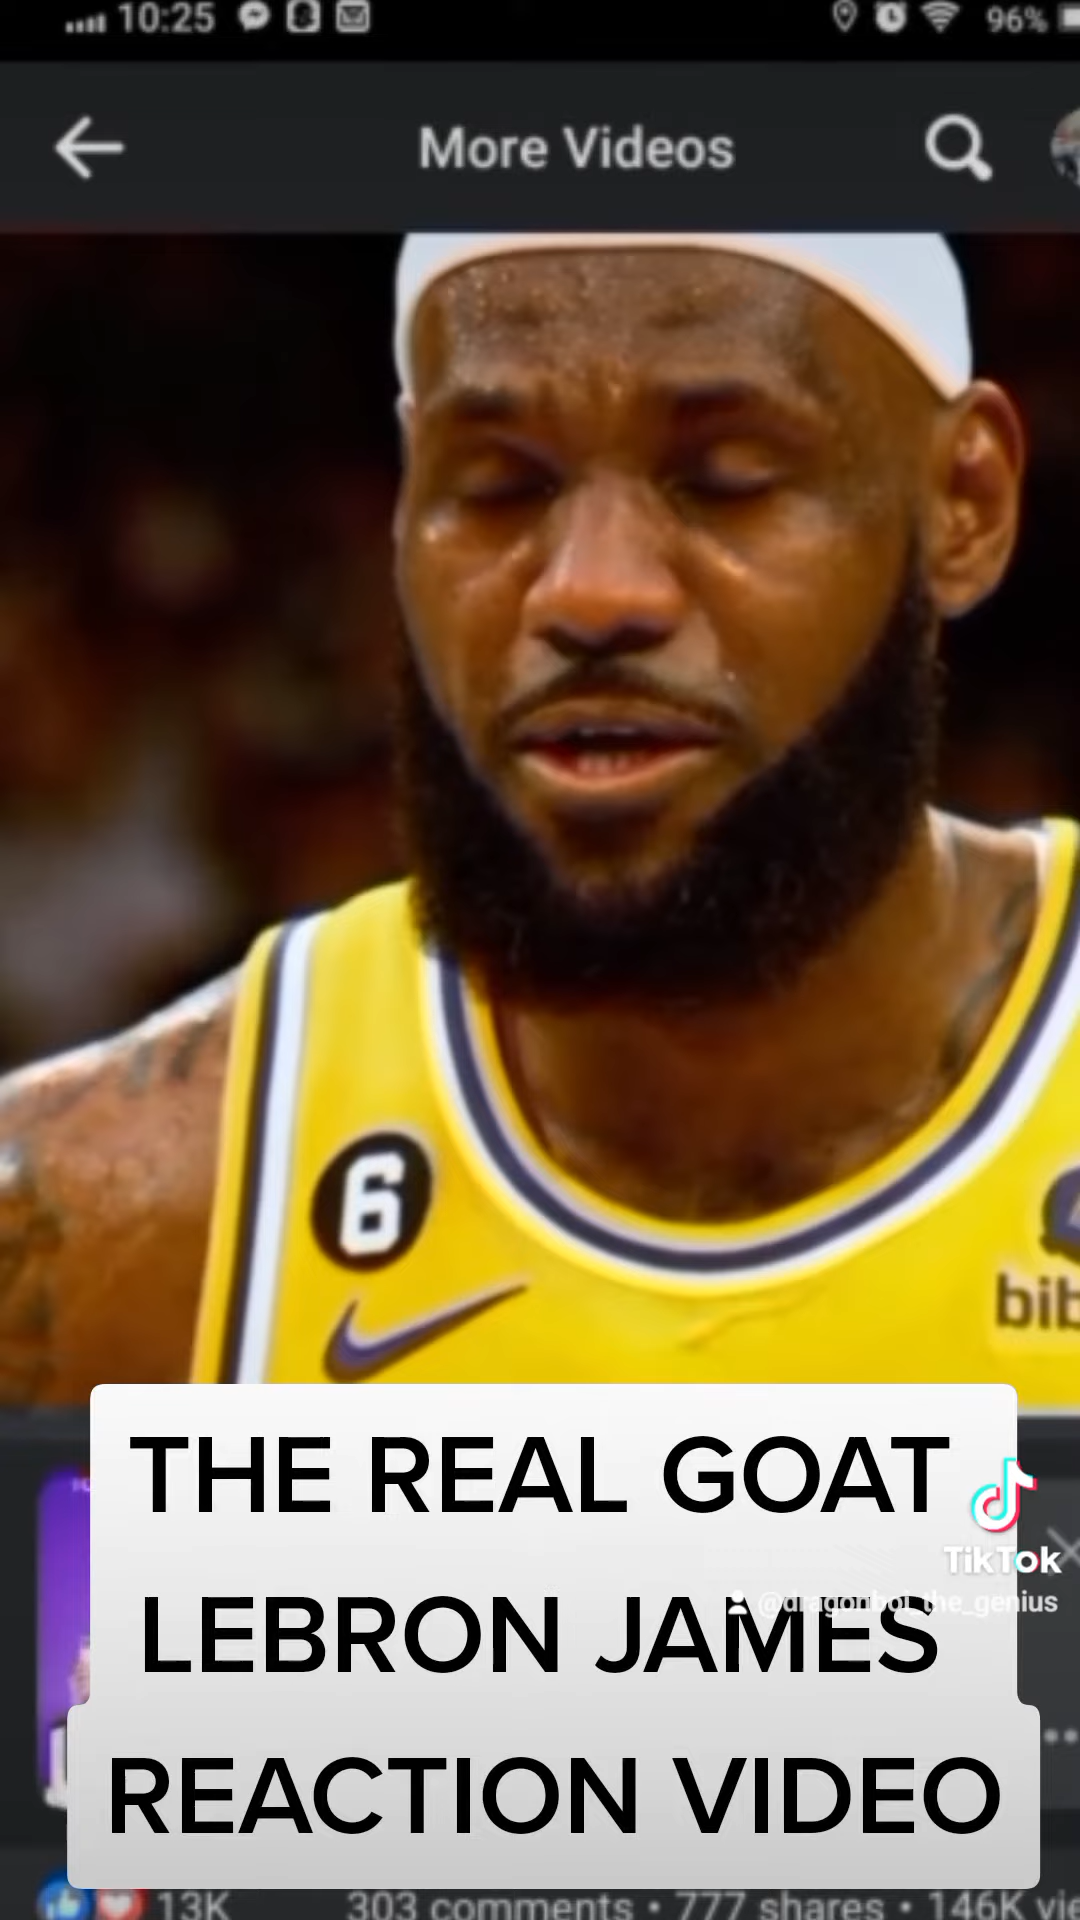 10:25
96%
More Videos
6
bib
THE REAL GOAT
TikTok
@dragonboi_the_genius
LEBRON JAMES
REACTION VIDEO
13K
303 comments • 777 shares • 146K vie